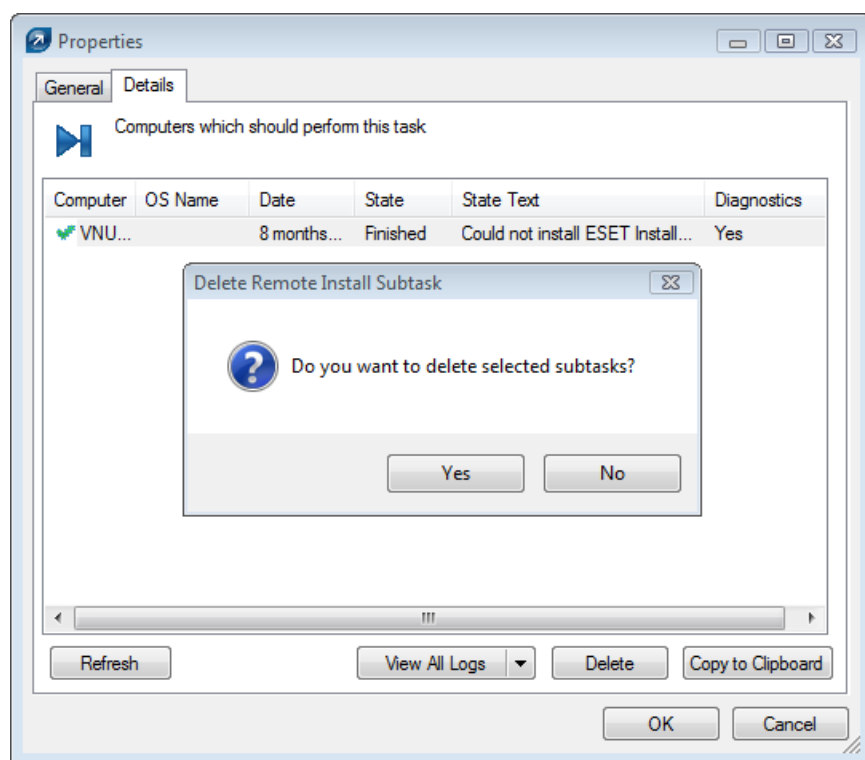 Properties
General Details
Computers which should perform this task
Computer OS Name Date State State Text Diagnostics
VNU... 8 months... Finished Could not install ESET Install... Yes
Delete Remote Install Subtask
Do you want to delete selected subtasks?
Yes No
Refresh View All Logs Delete Copy to Clipboard
OK Cancel